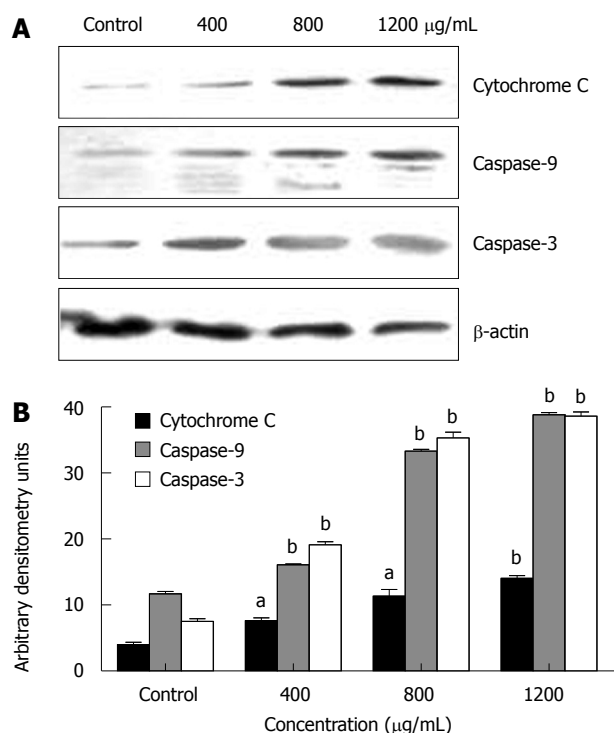 A
Control 400 800 1200 μg/mL
Cytochrome C
Caspase-9
Caspase-3
β-actin
B
Arbitrary densitometry units
40
30
20
10
0
Cytochrome C
Caspase-9
Caspase-3
a b b
a b b
b b b
Control 400 800 1200
Concentration (μg/mL)